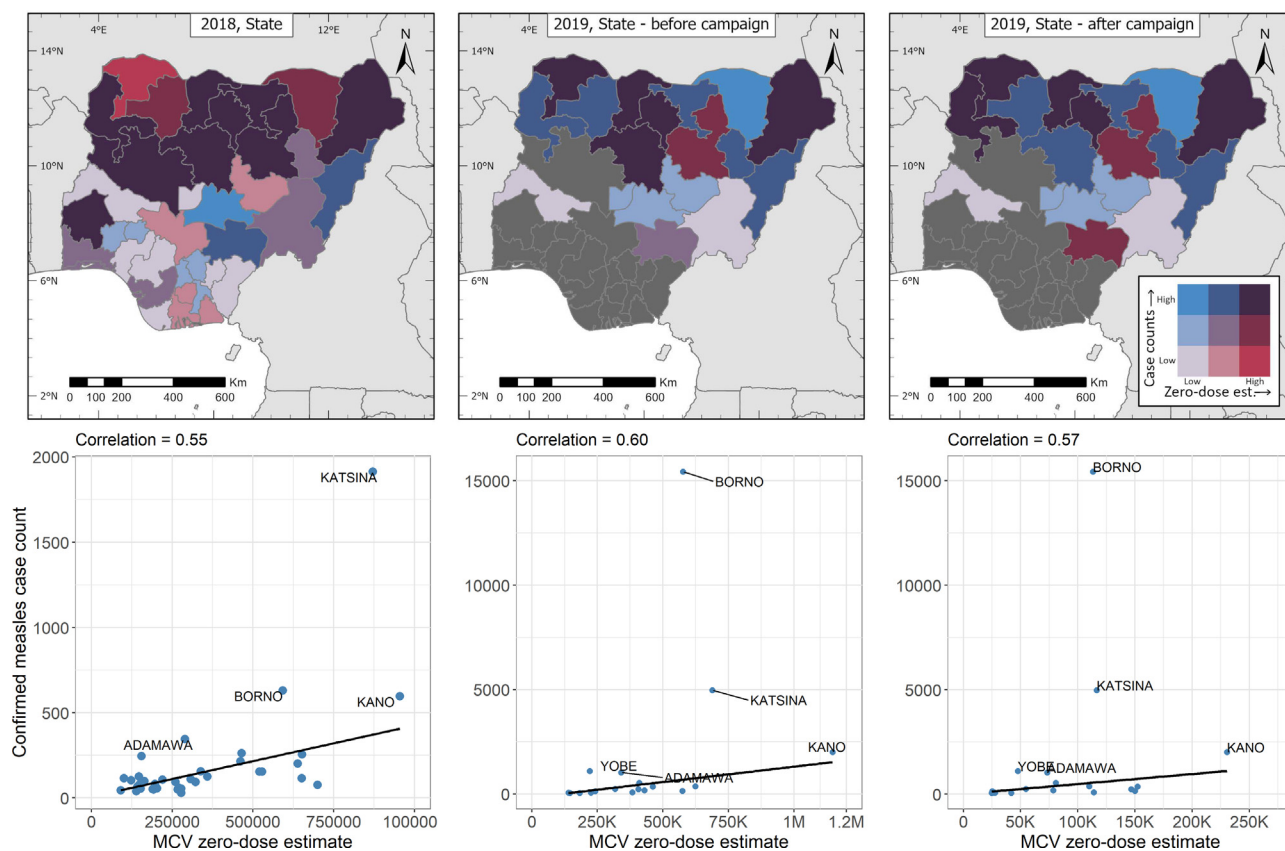 2018, State
2019, State - before campaign
2019, State - after campaign
4°E
12°E
N
4°E
12°E
N
4°E
N
14°N
10°N
6°N
2°N
14°N
10°N
6°N
2°N
14°N
10°N
6°N
2°N
0 100 200 400 600 Km
0 100 200 400 600 Km
0 100 200 400 600 Km
Case counts →
High
Low
Low High
Zero-dose est.→
Correlation = 0.55
2000
1500
1000
500
0
Confirmed measles case count
KATSINA
BORNO
KANO
ADAMAWA
0 250000 500000 750000 100000
MCV zero-dose estimate
Correlation = 0.60
15000
10000
5000
0
BORNO
KATSINA
KANO
YOBE
ADAMAWA
0 250K 500K 750K 1M 1.2M
MCV zero-dose estimate
Correlation = 0.57
15000
10000
5000
0
BORNO
KATSINA
KANO
YOBE
ADAMAWA
0 50K 100K 150K 200K 250K
MCV zero-dose estimate